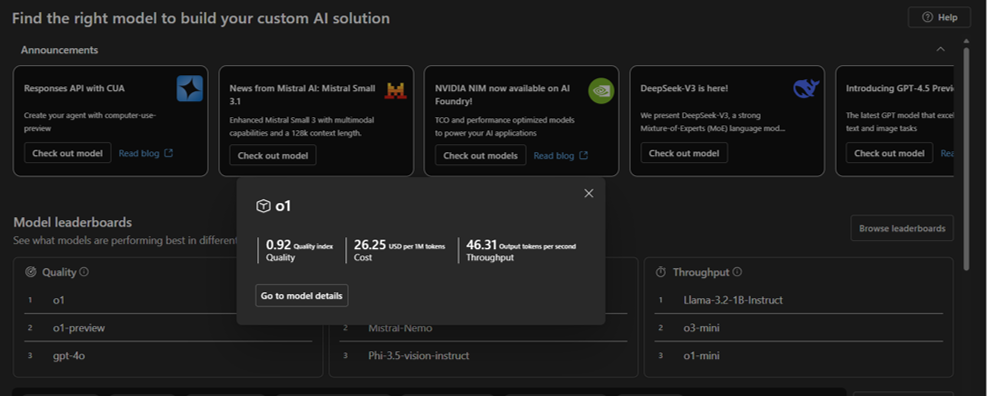 Find the right model to build your custom AI solution
Help
Announcements
Responses API with CUA
Create your agent with computer-use-
preview
Check out model
Read blog
News from Mistral AI: Mistral Small
3.1
Enhanced Mistral Small 3 with multimodal
capabilities and a 128k context length.
Check out model
NVIDIA NIM now available on AI
Foundry!
TCO and performance optimized models
to power your AI applications
Check out models
Read blog
DeepSeek-V3 is here!
We present DeepSeek-V3, a strong
Mixture-of-Experts (MoE) language mod...
Check out model
Introducing GPT-4.5 Previ
The latest GPT model that excel
text and image tasks
Check out model
Rea
o1
0.92 Quality index
Quality
26.25 USD per 1M tokens
Cost
46.31 Output tokens per second
Throughput
Go to model details
Model leaderboards
See what models are performing best in different
Browse leaderboards
Quality
1 o1
2 o1-preview
3 gpt-4o
2 Mistral-Nemo
3 Phi-3.5-vision-instruct
Throughput
1 Llama-3.2-1B-Instruct
2 o3-mini
3 o1-mini